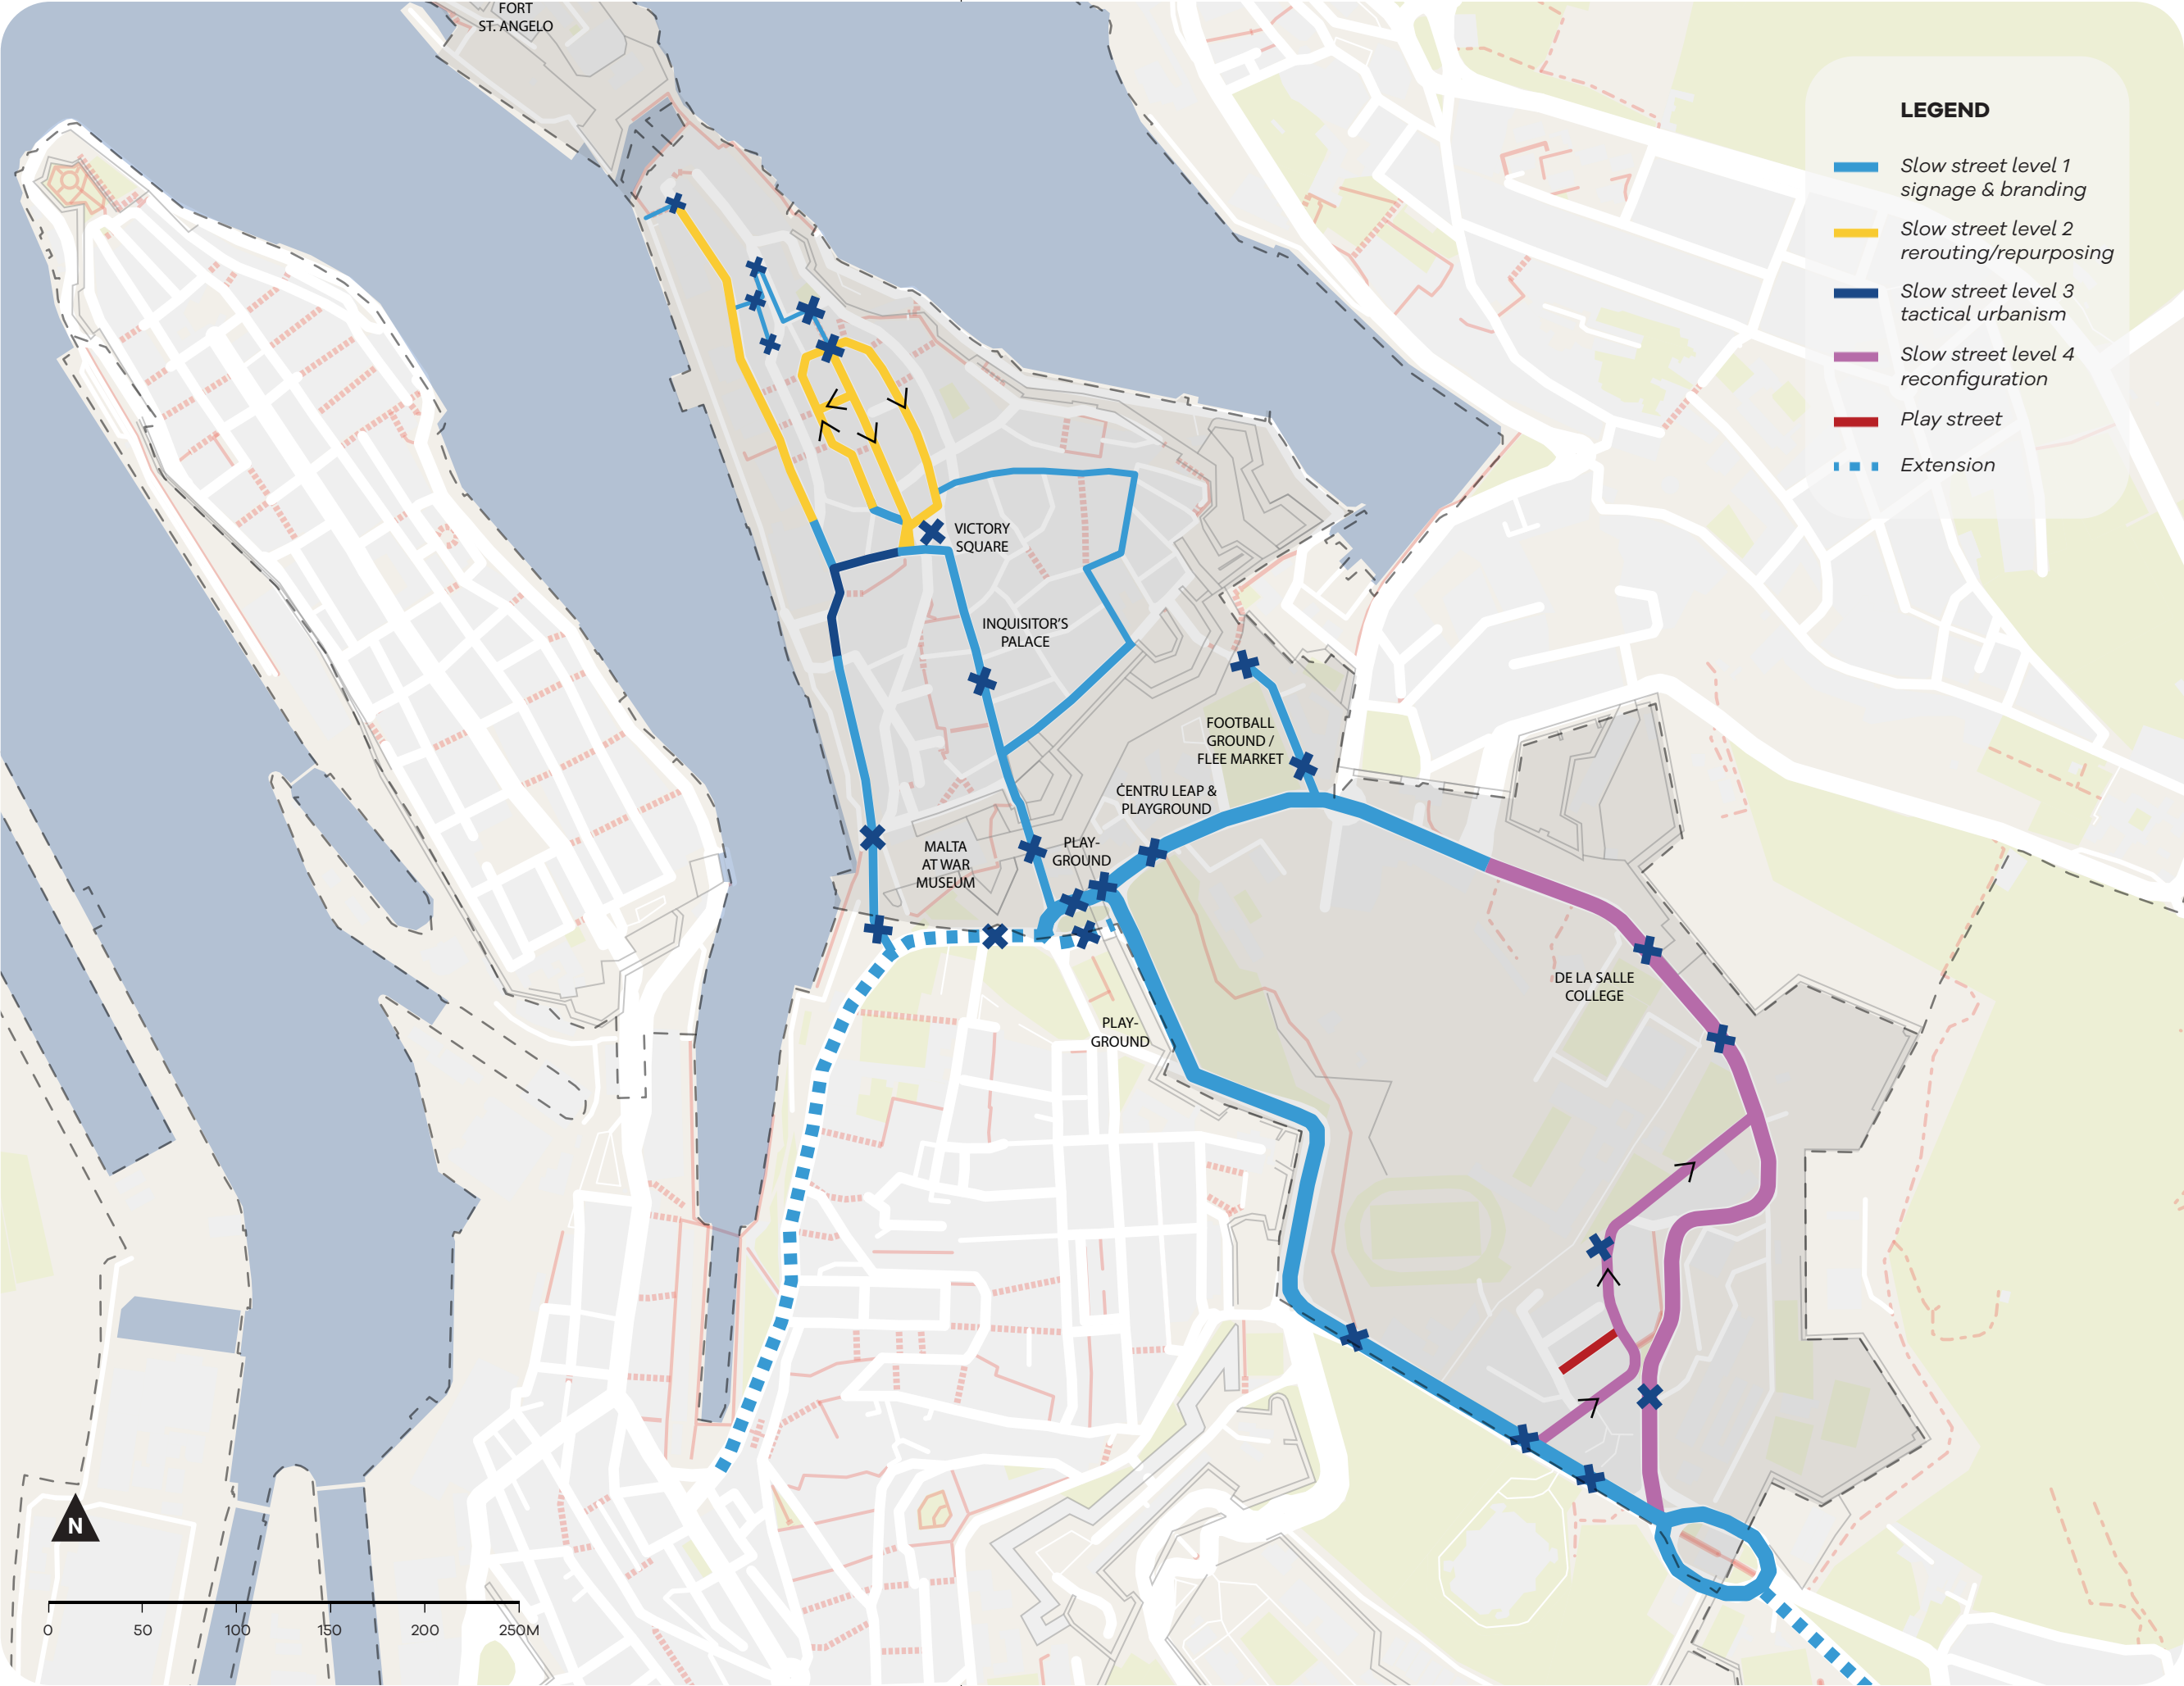 FORT
ST. ANGELO
LEGEND
Slow street level 1
signage & branding
Slow street level 2
rerouting/repurposing
Slow street level 3
tactical urbanism
Slow street level 4
reconfiguration
Play street
Extension
VICTORY
SQUARE
INQUISITOR'S
PALACE
FOOTBALL
GROUND /
FLEE MARKET
ĊENTRU LEAP &
PLAYGROUND
MALTA
AT WAR
MUSEUM
PLAY-
GROUND
DE LA SALLE
COLLEGE
PLAY-
GROUND
N
0 50 100 150 200 250M